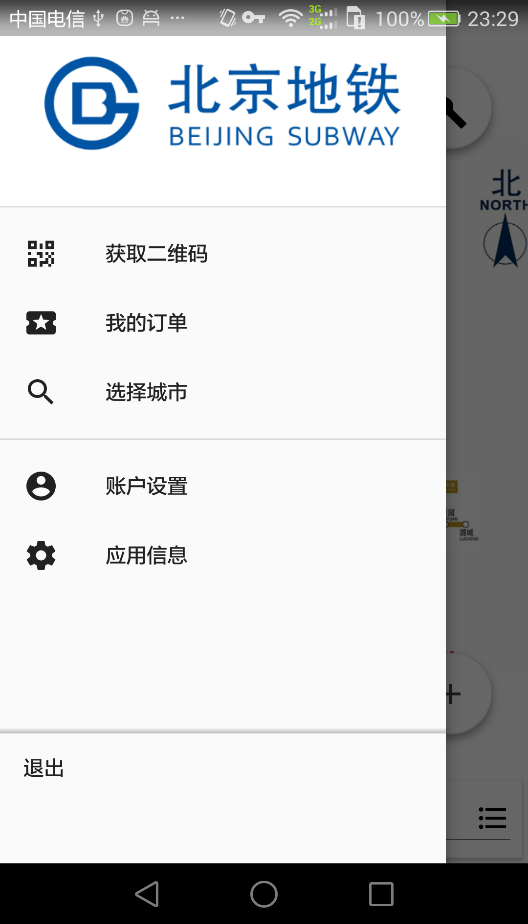 中国电信
3G
2G
100%
23:29
北京地铁
BEIJING SUBWAY
北
NORTH
获取二维码
我的订单
选择城市
账户设置
应用信息
退出